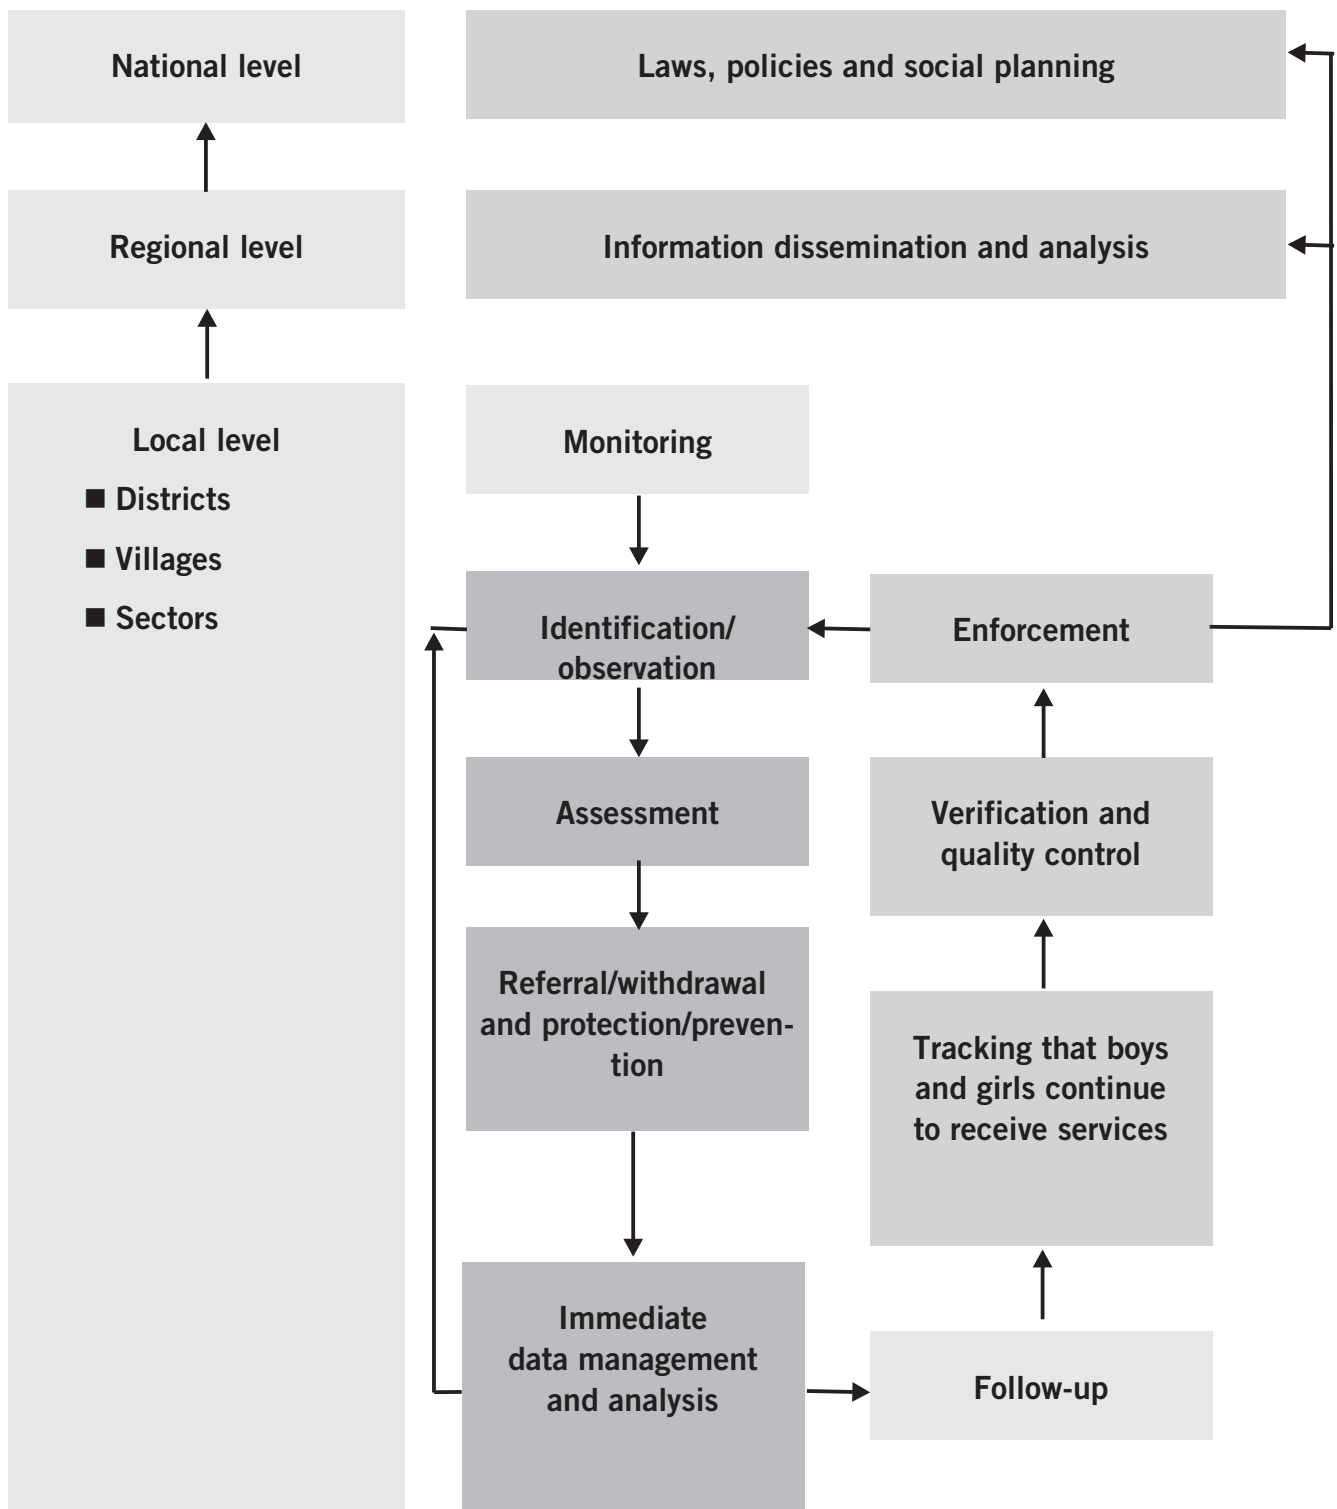 National level
Laws, policies and social planning
Regional level
Information dissemination and analysis
Local level
■ Districts
■ Villages
■ Sectors
Monitoring
Identification/
observation
Enforcement
Assessment
Verification and
quality control
Referral/withdrawal
and protection/preven-
tion
Tracking that boys
and girls continue
to receive services
Immediate
data management
and analysis
Follow-up